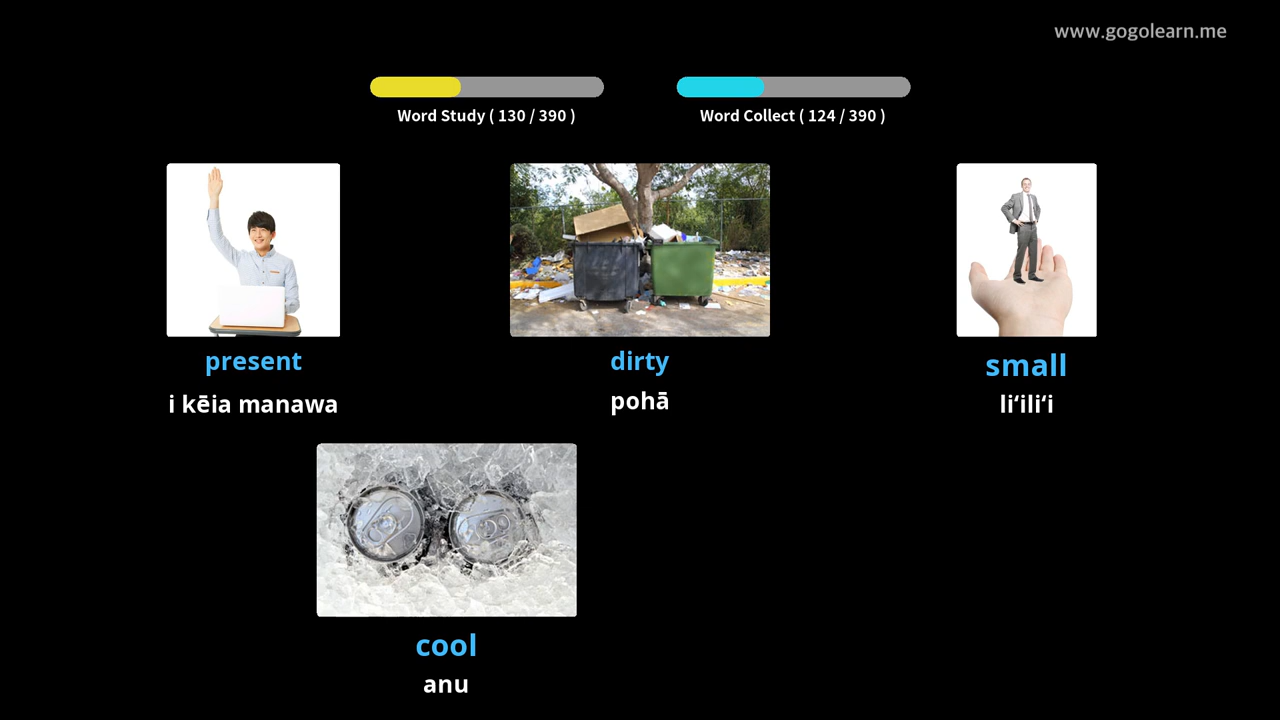 www.gogolearn.me
Word Study ( 130 / 390 )
Word Collect ( 124 / 390 )
present
dirty
small
i kēia manawa
pohā
liʻiliʻi
cool
anu